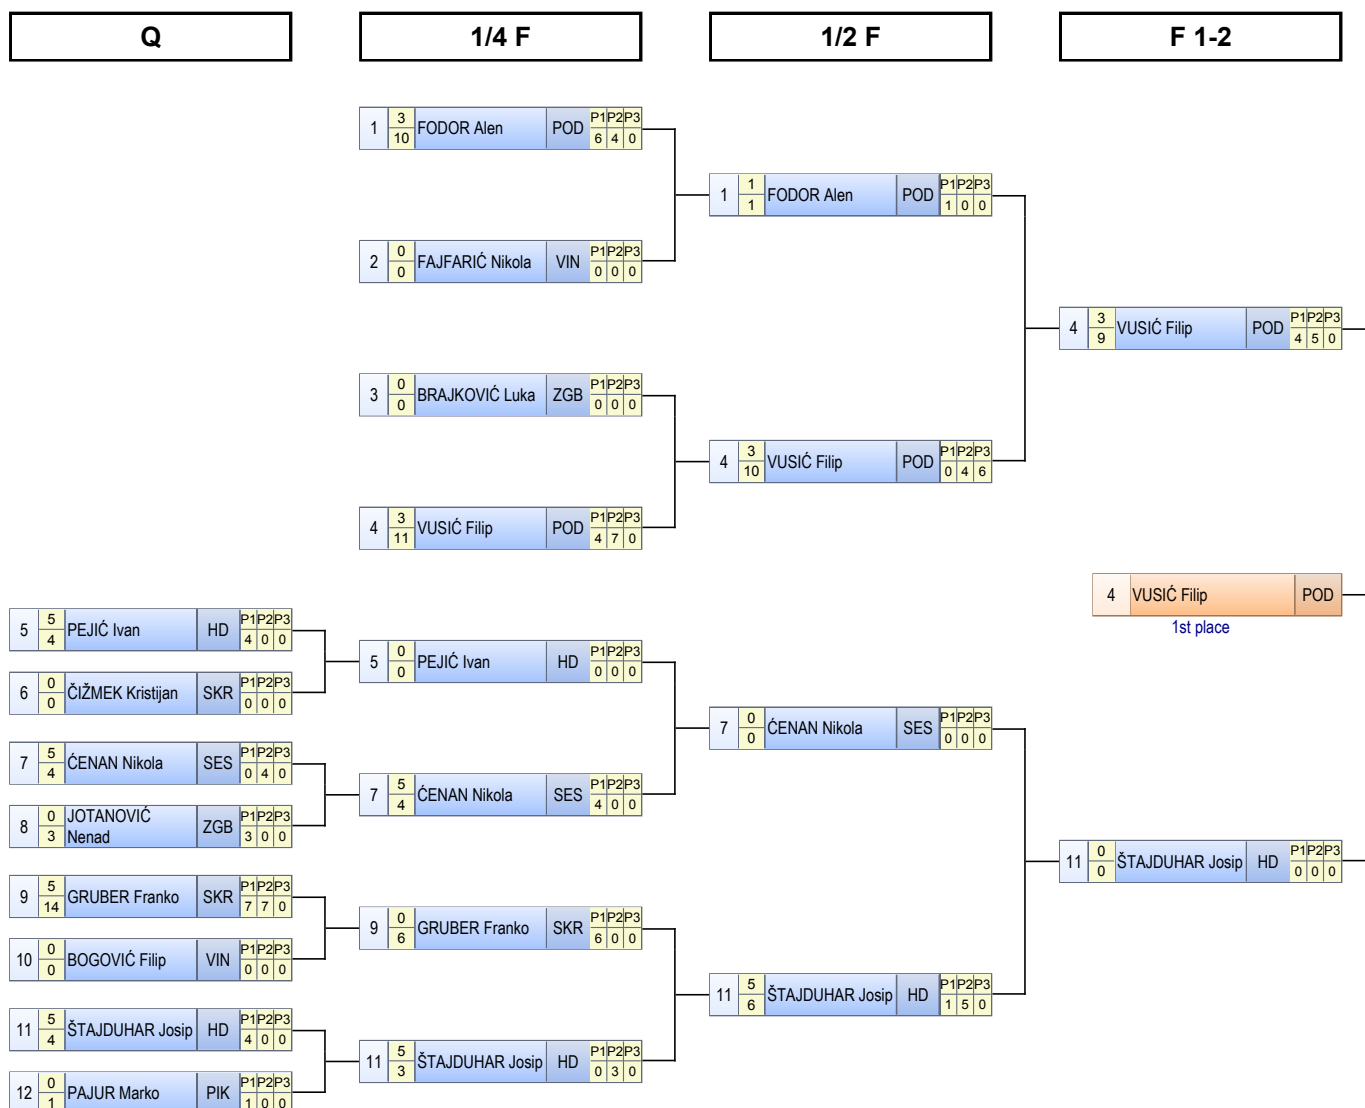 Q 1/4 F 1/2 F F 1-2
1 3 10 FODOR Alen POD P1 P2 P3 6 4 0
1 1 1 FODOR Alen POD P1 P2 P3 1 0 0
2 0 0 FAJFARIĆ Nikola VIN P1 P2 P3 0 0 0
4 3 9 VUSIĆ Filip POD P1 P2 P3 4 5 0
3 0 0 BRAJKOVIĆ Luka ZGB P1 P2 P3 0 0 0
4 3 10 VUSIĆ Filip POD P1 P2 P3 0 4 6
4 3 11 VUSIĆ Filip POD P1 P2 P3 4 7 0
4 VUSIĆ Filip POD
1st place
5 5 4 PEJIĆ Ivan HD P1 P2 P3 4 0 0
5 0 0 PEJIĆ Ivan HD P1 P2 P3 0 0 0
6 0 0 ČIŽMEK Kristijan SKR P1 P2 P3 0 0 0
7 0 0 ĆENAN Nikola SES P1 P2 P3 0 0 0
7 5 4 ĆENAN Nikola SES P1 P2 P3 0 4 0
7 5 4 ĆENAN Nikola SES P1 P2 P3 4 0 0
8 0 3 JOTANOVIĆ
Nenad ZGB P1 P2 P3 3 0 0
11 0 0 ŠTAJDUHAR Josip HD P1 P2 P3 0 0 0
9 5 14 GRUBER Franko SKR P1 P2 P3 7 7 0
9 0 6 GRUBER Franko SKR P1 P2 P3 6 0 0
10 0 0 BOGOVIĆ Filip VIN P1 P2 P3 0 0 0
11 5 6 ŠTAJDUHAR Josip HD P1 P2 P3 1 5 0
11 5 4 ŠTAJDUHAR Josip HD P1 P2 P3 4 0 0
11 5 3 ŠTAJDUHAR Josip HD P1 P2 P3 0 3 0
12 0 1 PAJUR Marko PIK P1 P2 P3 1 0 0